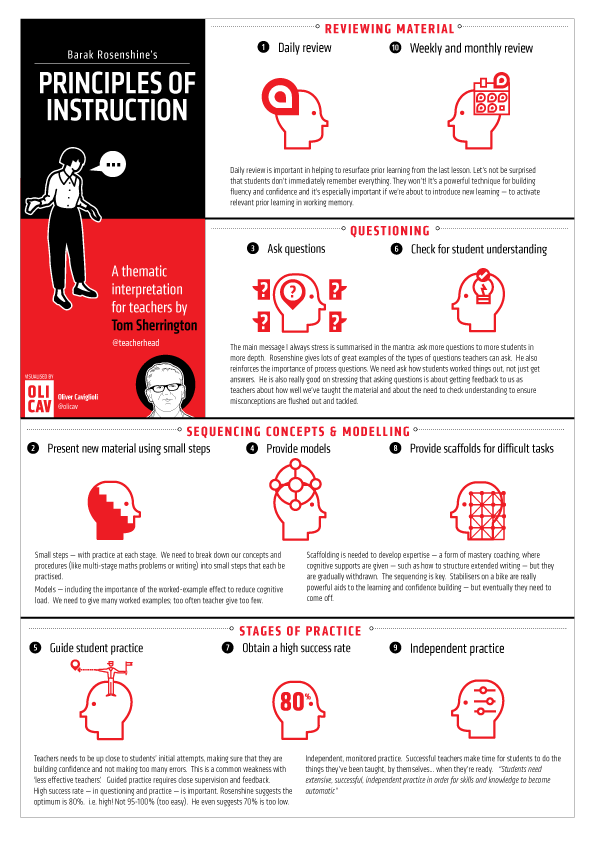 Barak Rosenshine's
PRINCIPLES OF
INSTRUCTION
A thematic
interpretation
for teachers by
Tom Sherrington
@teacherhead
VISUALISED BY
OLI
CAV
Oliver Caviglioli
@olicav
REVIEWING MATERIAL
1 Daily review
10 Weekly and monthly review
Daily review is important in helping to resurface prior learning from the last lesson. Let's not be surprised
that students don't immediately remember everything. They won't! It's a powerful technique for building
fluency and confidence and it's especially important if we're about to introduce new learning — to activate
relevant prior learning in working memory.
QUESTIONING
3 Ask questions
6 Check for student understanding
?
?
?
?
?
The main message I always stress is summarised in the mantra: ask more questions to more students in
more depth. Rosenshine gives lots of great examples of the types of questions teachers can ask. He also
reinforces the importance of process questions. We need ask how students worked things out, not just get
answers. He is also really good on stressing that asking questions is about getting feedback to us as
teachers about how well we've taught the material and about the need to check understanding to ensure
misconceptions are flushed out and tackled.
SEQUENCING CONCEPTS & MODELLING
2 Present new material using small steps
4 Provide models
8 Provide scaffolds for difficult tasks
Small steps — with practice at each stage. We need to break down our concepts and
procedures (like multi-stage maths problems or writing) into small steps that each be
practised.
Models — including the importance of the worked-example effect to reduce cognitive
load. We need to give many worked examples; too often teacher give too few.
Scaffolding is needed to develop expertise — a form of mastery coaching, where
cognitive supports are given — such as how to structure extended writing — but they
are gradually withdrawn. The sequencing is key. Stabilisers on a bike are really
powerful aids to the learning and confidence building — but eventually they need to
come off.
STAGES OF PRACTICE
5 Guide student practice
7 Obtain a high success rate
9 Independent practice
80%
Teachers needs to be up close to students' initial attempts, making sure that they are
building confidence and not making too many errors. This is a common weakness with
'less effective teachers'. Guided practice requires close supervision and feedback.
High success rate — in questioning and practice — is important. Rosenshine suggests the
optimum is 80%. i.e. high! Not 95-100% (too easy). He even suggests 70% is too low.
Independent, monitored practice. Successful teachers make time for students to do the
things they've been taught, by themselves... when they're ready. "Students need
extensive, successful, independent practice in order for skills and knowledge to become
automatic"